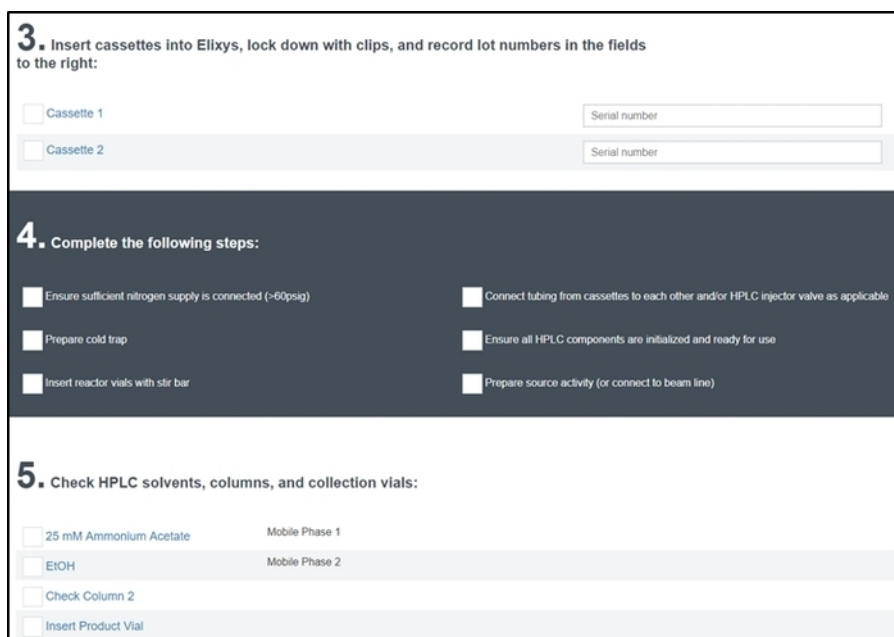 3. Insert cassettes into Elixys, lock down with clips, and record lot numbers in the fields
to the right:
Cassette 1
Serial number
Cassette 2
Serial number
4. Complete the following steps:
Ensure sufficient nitrogen supply is connected (>60psig)
Connect tubing from cassettes to each other and/or HPLC injector valve as applicable
Prepare cold trap
Ensure all HPLC components are initialized and ready for use
Insert reactor vials with stir bar
Prepare source activity (or connect to beam line)
5. Check HPLC solvents, columns, and collection vials:
25 mM Ammonium Acetate
Mobile Phase 1
EtOH
Mobile Phase 2
Check Column 2
Insert Product Vial